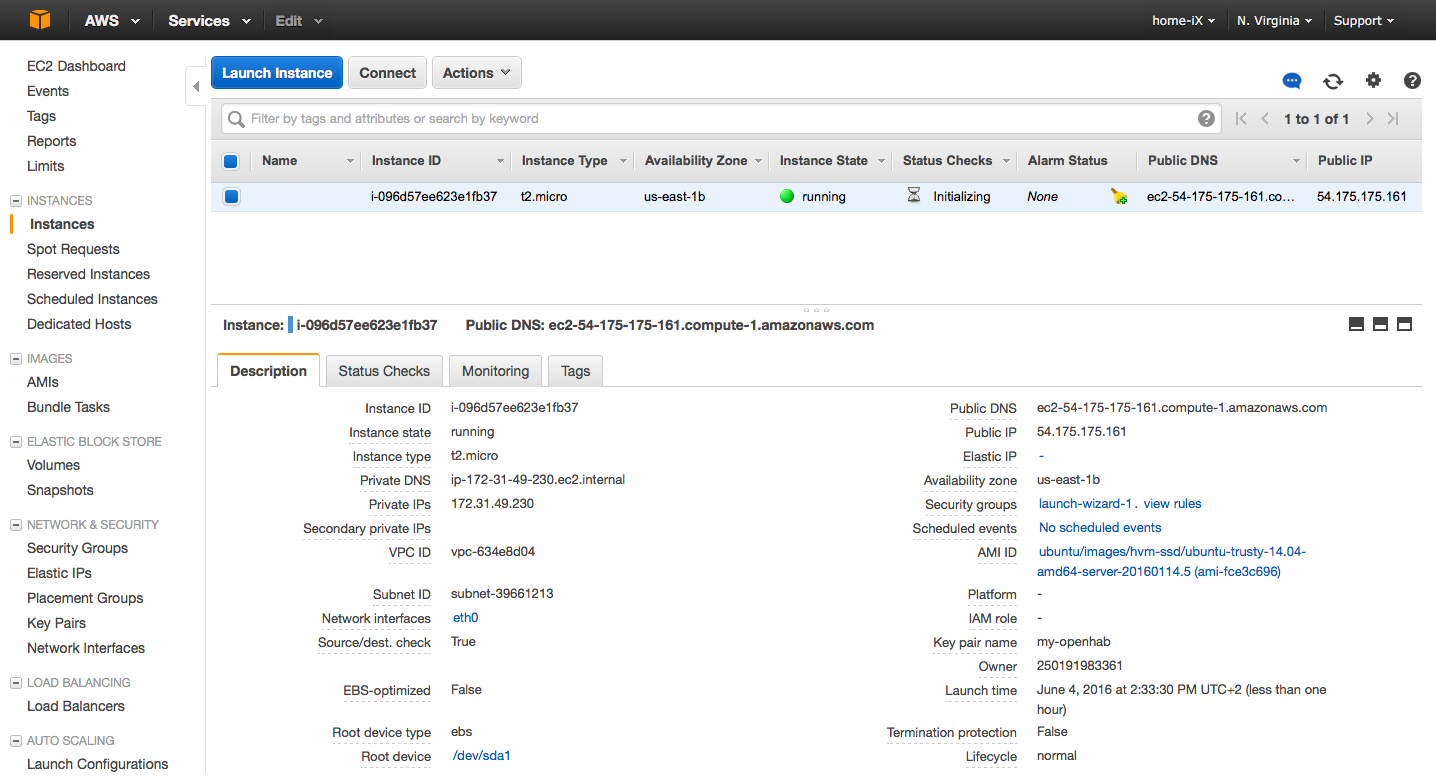 AWS Services Edit home-iX N. Virginia Support
EC2 Dashboard
Events
Tags
Reports
Limits
INSTANCES
Instances
Spot Requests
Reserved Instances
Scheduled Instances
Dedicated Hosts
IMAGES
AMIs
Bundle Tasks
ELASTIC BLOCK STORE
Volumes
Snapshots
NETWORK & SECURITY
Security Groups
Elastic IPs
Placement Groups
Key Pairs
Network Interfaces
LOAD BALANCING
Load Balancers
AUTO SCALING
Launch Configurations
Launch Instance Connect Actions
Filter by tags and attributes or search by keyword 1 to 1 of 1
Name Instance ID Instance Type Availability Zone Instance State Status Checks Alarm Status Public DNS Public IP
i-096d57ee623e1fb37 t2.micro us-east-1b running Initializing None ec2-54-175-175-161.co... 54.175.175.161
Instance: i-096d57ee623e1fb37 Public DNS: ec2-54-175-175-161.compute-1.amazonaws.com
Description Status Checks Monitoring Tags
Instance ID i-096d57ee623e1fb37
Instance state running
Instance type t2.micro
Private DNS ip-172-31-49-230.ec2.internal
Private IPs 172.31.49.230
Secondary private IPs
VPC ID vpc-634e8d04
Subnet ID subnet-39661213
Network interfaces eth0
Source/dest. check True
EBS-optimized False
Root device type ebs
Root device /dev/sda1
Public DNS ec2-54-175-175-161.compute-1.amazonaws.com
Public IP 54.175.175.161
Elastic IP -
Availability zone us-east-1b
Security groups launch-wizard-1. view rules
Scheduled events No scheduled events
AMI ID ubuntu/images/hvm-ssd/ubuntu-trusty-14.04-
amd64-server-20160114.5 (ami-fce3c696)
Platform -
IAM role -
Key pair name my-openhab
Owner 250191983361
Launch time June 4, 2016 at 2:33:30 PM UTC+2 (less than one
hour)
Termination protection False
Lifecycle normal